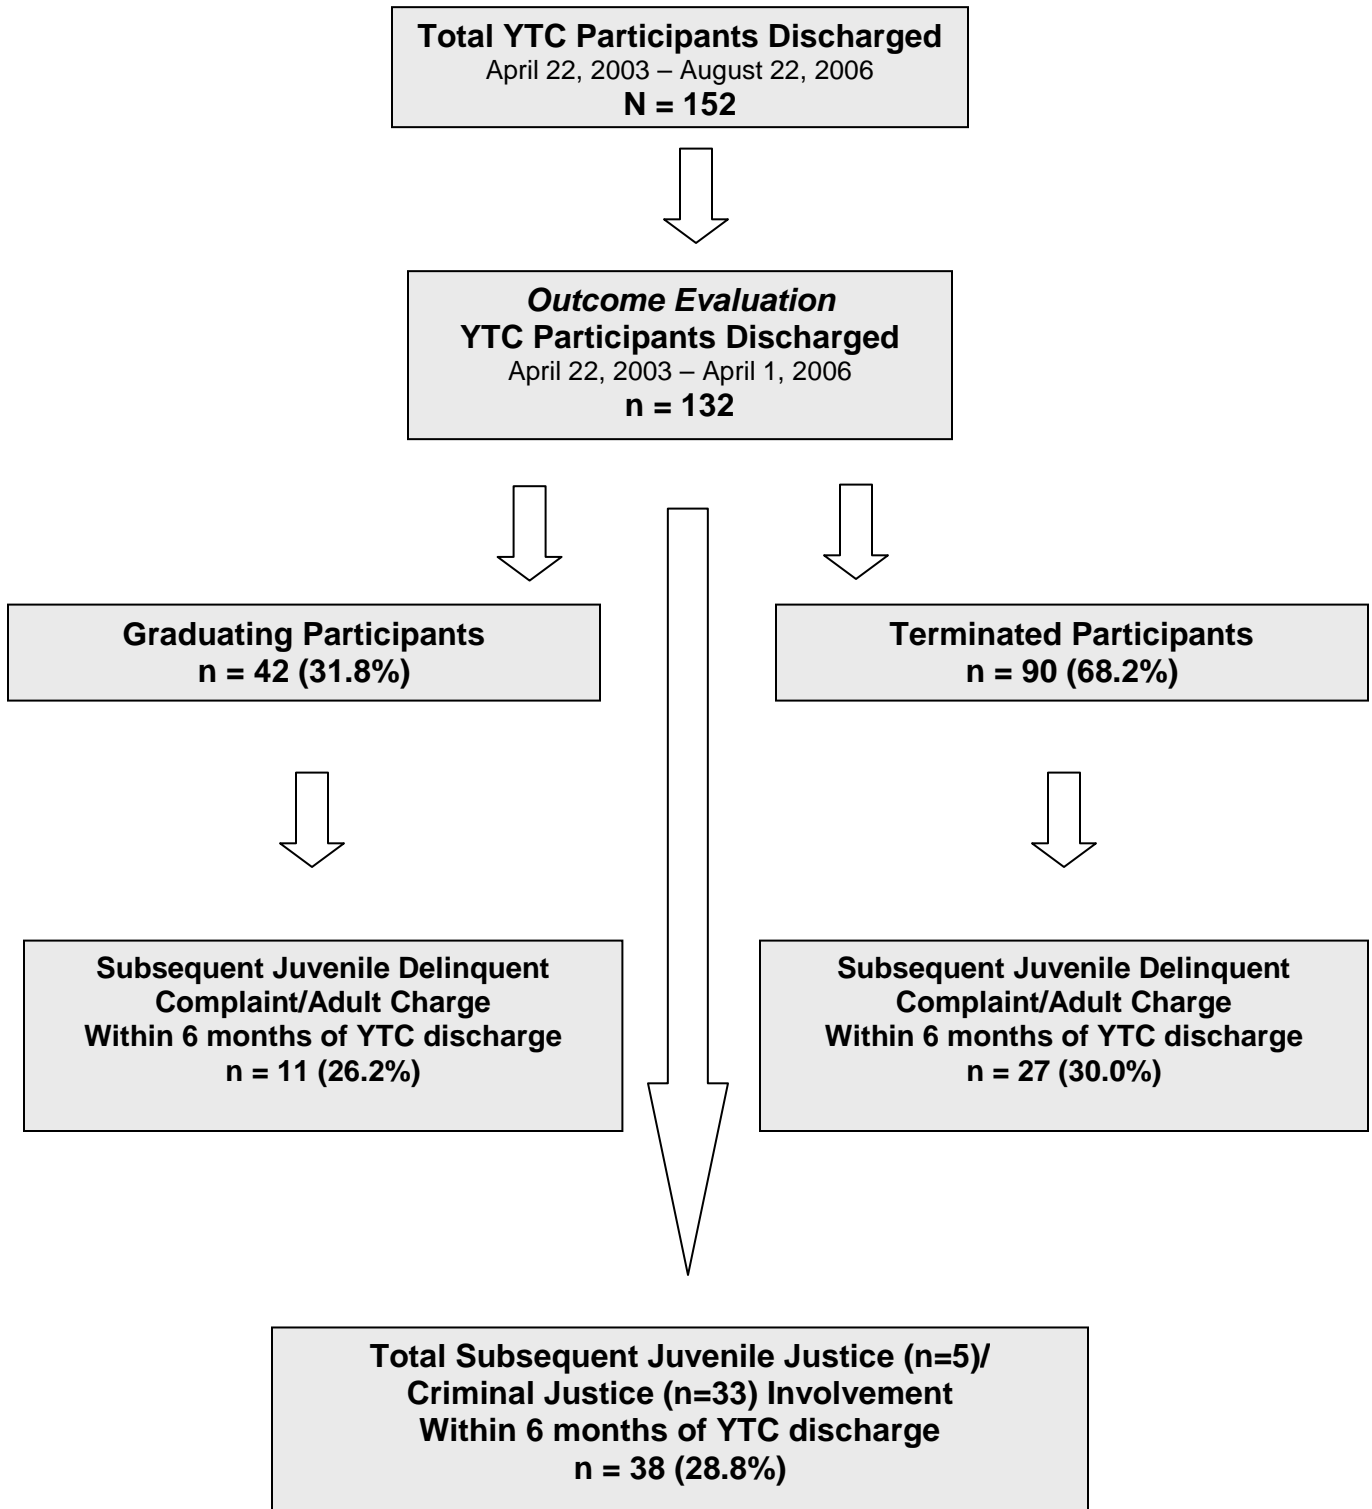 Total YTC Participants Discharged
April 22, 2003 – August 22, 2006
N = 152
Outcome Evaluation
YTC Participants Discharged
April 22, 2003 – April 1, 2006
n = 132
Graduating Participants
n = 42 (31.8%)
Terminated Participants
n = 90 (68.2%)
Subsequent Juvenile Delinquent
Complaint/Adult Charge
Within 6 months of YTC discharge
n = 11 (26.2%)
Subsequent Juvenile Delinquent
Complaint/Adult Charge
Within 6 months of YTC discharge
n = 27 (30.0%)
Total Subsequent Juvenile Justice (n=5)/
Criminal Justice (n=33) Involvement
Within 6 months of YTC discharge
n = 38 (28.8%)